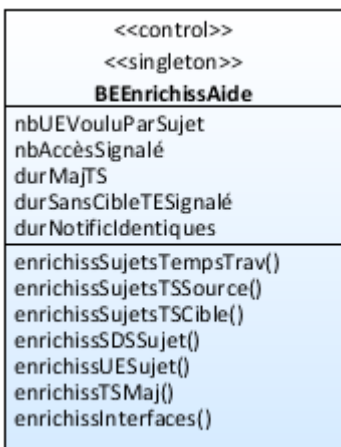 <<control>>
<<singleton>>
BEEnrichissAide
nbUEVouluParSujet
nbAccèsSignalé
durMajTS
durSansCibleTESignalé
durNotificIdentiques
enrichissSujetsTempsTrav()
enrichissSujetsTSSource()
enrichissSujetsTSCible()
enrichissSDSSujet()
enrichissUESujet()
enrichissTSMaj()
enrichissInterfaces()